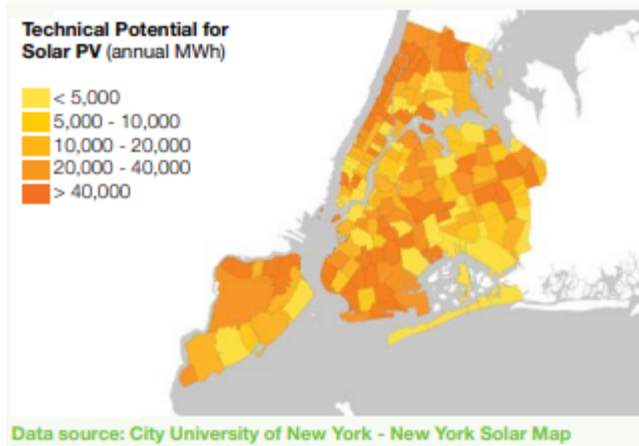 Technical Potential for
Solar PV (annual MWh)
< 5,000
5,000 - 10,000
10,000 - 20,000
20,000 - 40,000
> 40,000
Data source: City University of New York - New York Solar Map